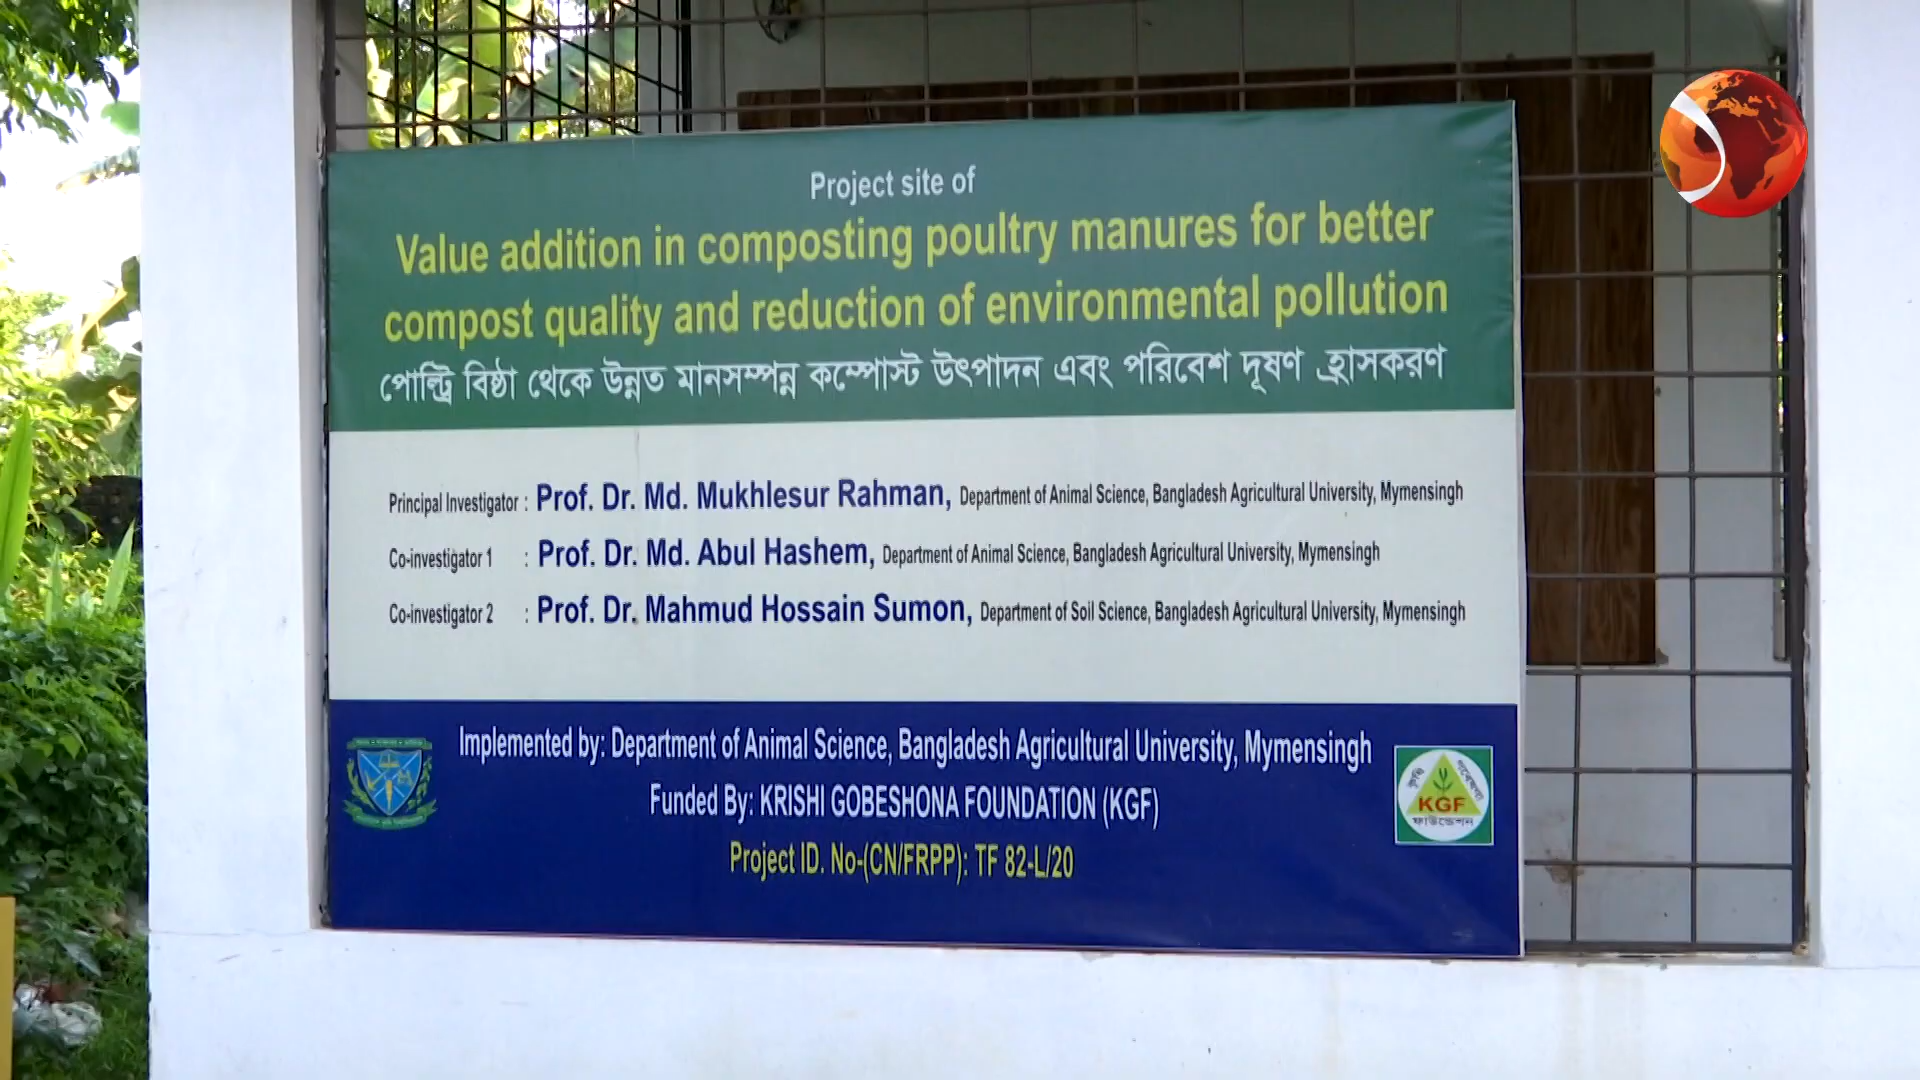 Project site of
Value addition in composting poultry manures for better
compost quality and reduction of environmental pollution
পোল্ট্রি বিষ্ঠা থেকে উন্নত মানসম্পন্ন কম্পোস্ট উৎপাদন এবং পরিবেশ দূষণ হ্রাসকরণ
Principal Investigator : Prof. Dr. Md. Mukhlesur Rahman, Department of Animal Science, Bangladesh Agricultural University, Mymensingh
Co-investigator 1 : Prof. Dr. Md. Abul Hashem, Department of Animal Science, Bangladesh Agricultural University, Mymensingh
Co-investigator 2 : Prof. Dr. Mahmud Hossain Sumon, Department of Soil Science, Bangladesh Agricultural University, Mymensingh
Implemented by: Department of Animal Science, Bangladesh Agricultural University, Mymensingh
Funded By: KRISHI GOBESHONA FOUNDATION (KGF)
Project ID. No-(CN/FRPP): TF 82-L/20
কৃষি গবেষণা
KGF
ফাউন্ডেশন